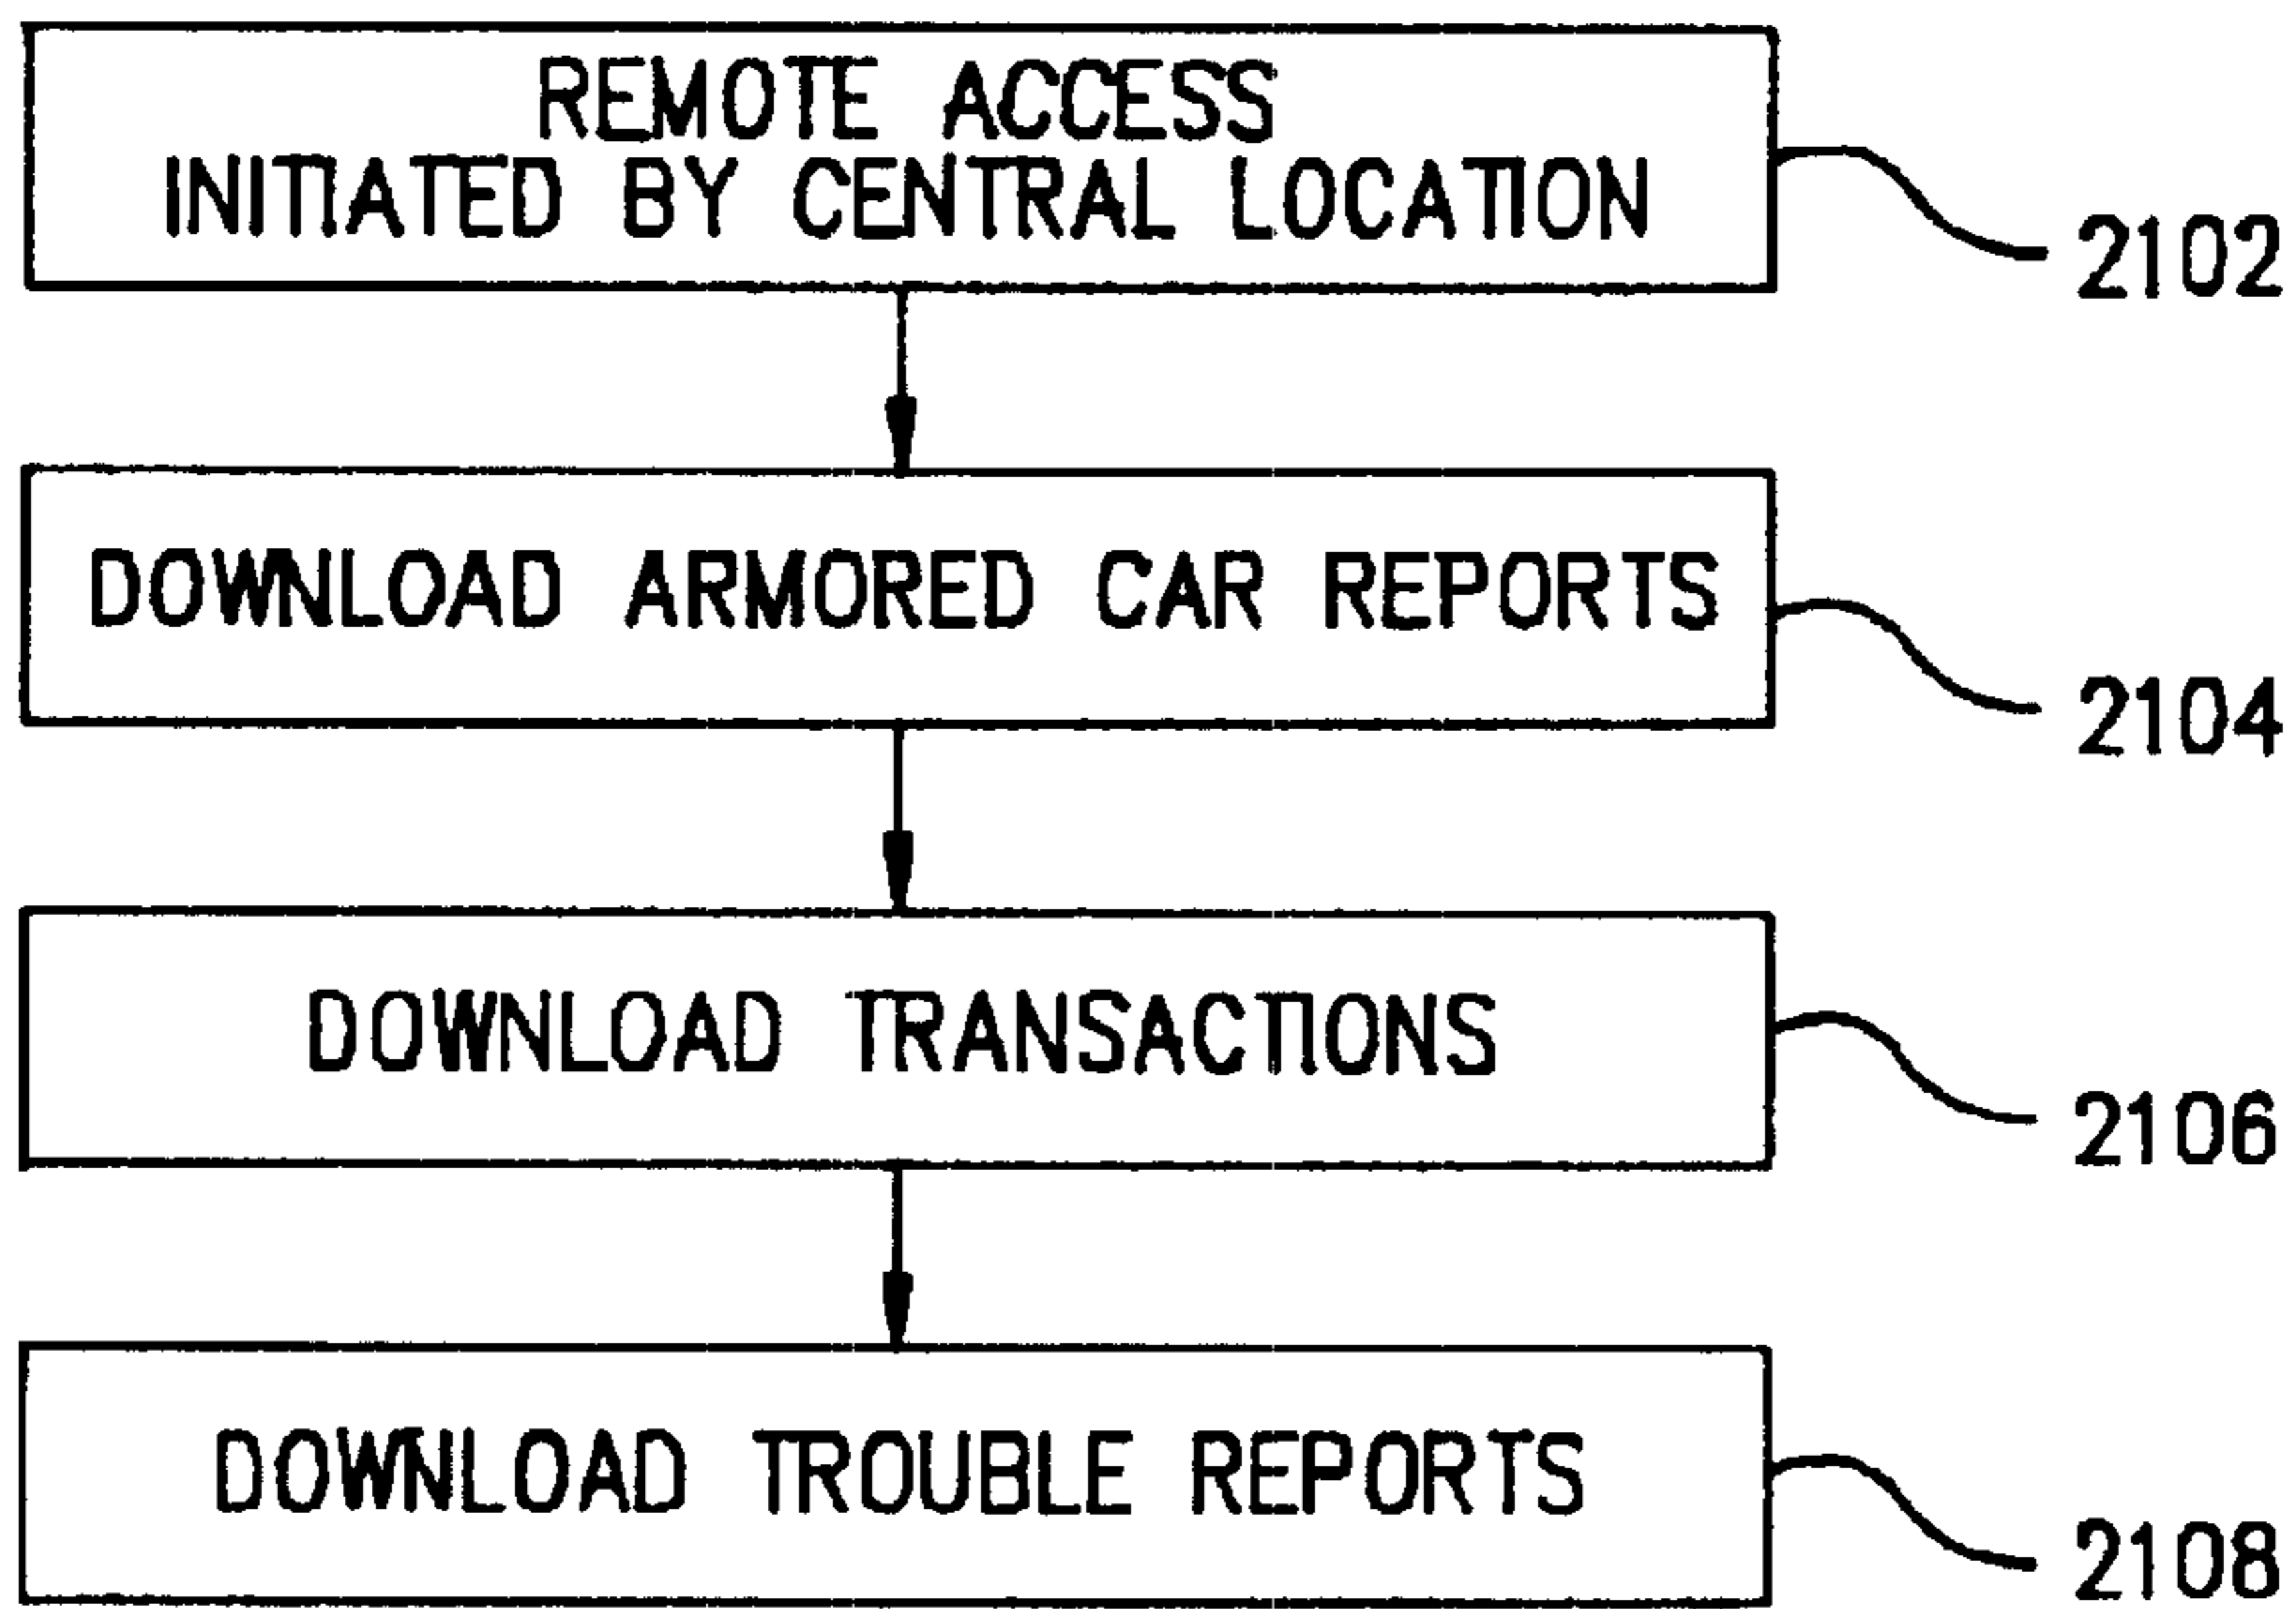 REMOTE ACCESS
INITIATED BY CENTRAL LOCATION
2102
DOWNLOAD ARMORED CAR REPORTS
2104
DOWNLOAD TRANSACTIONS
2106
DOWNLOAD TROUBLE REPORTS
2108